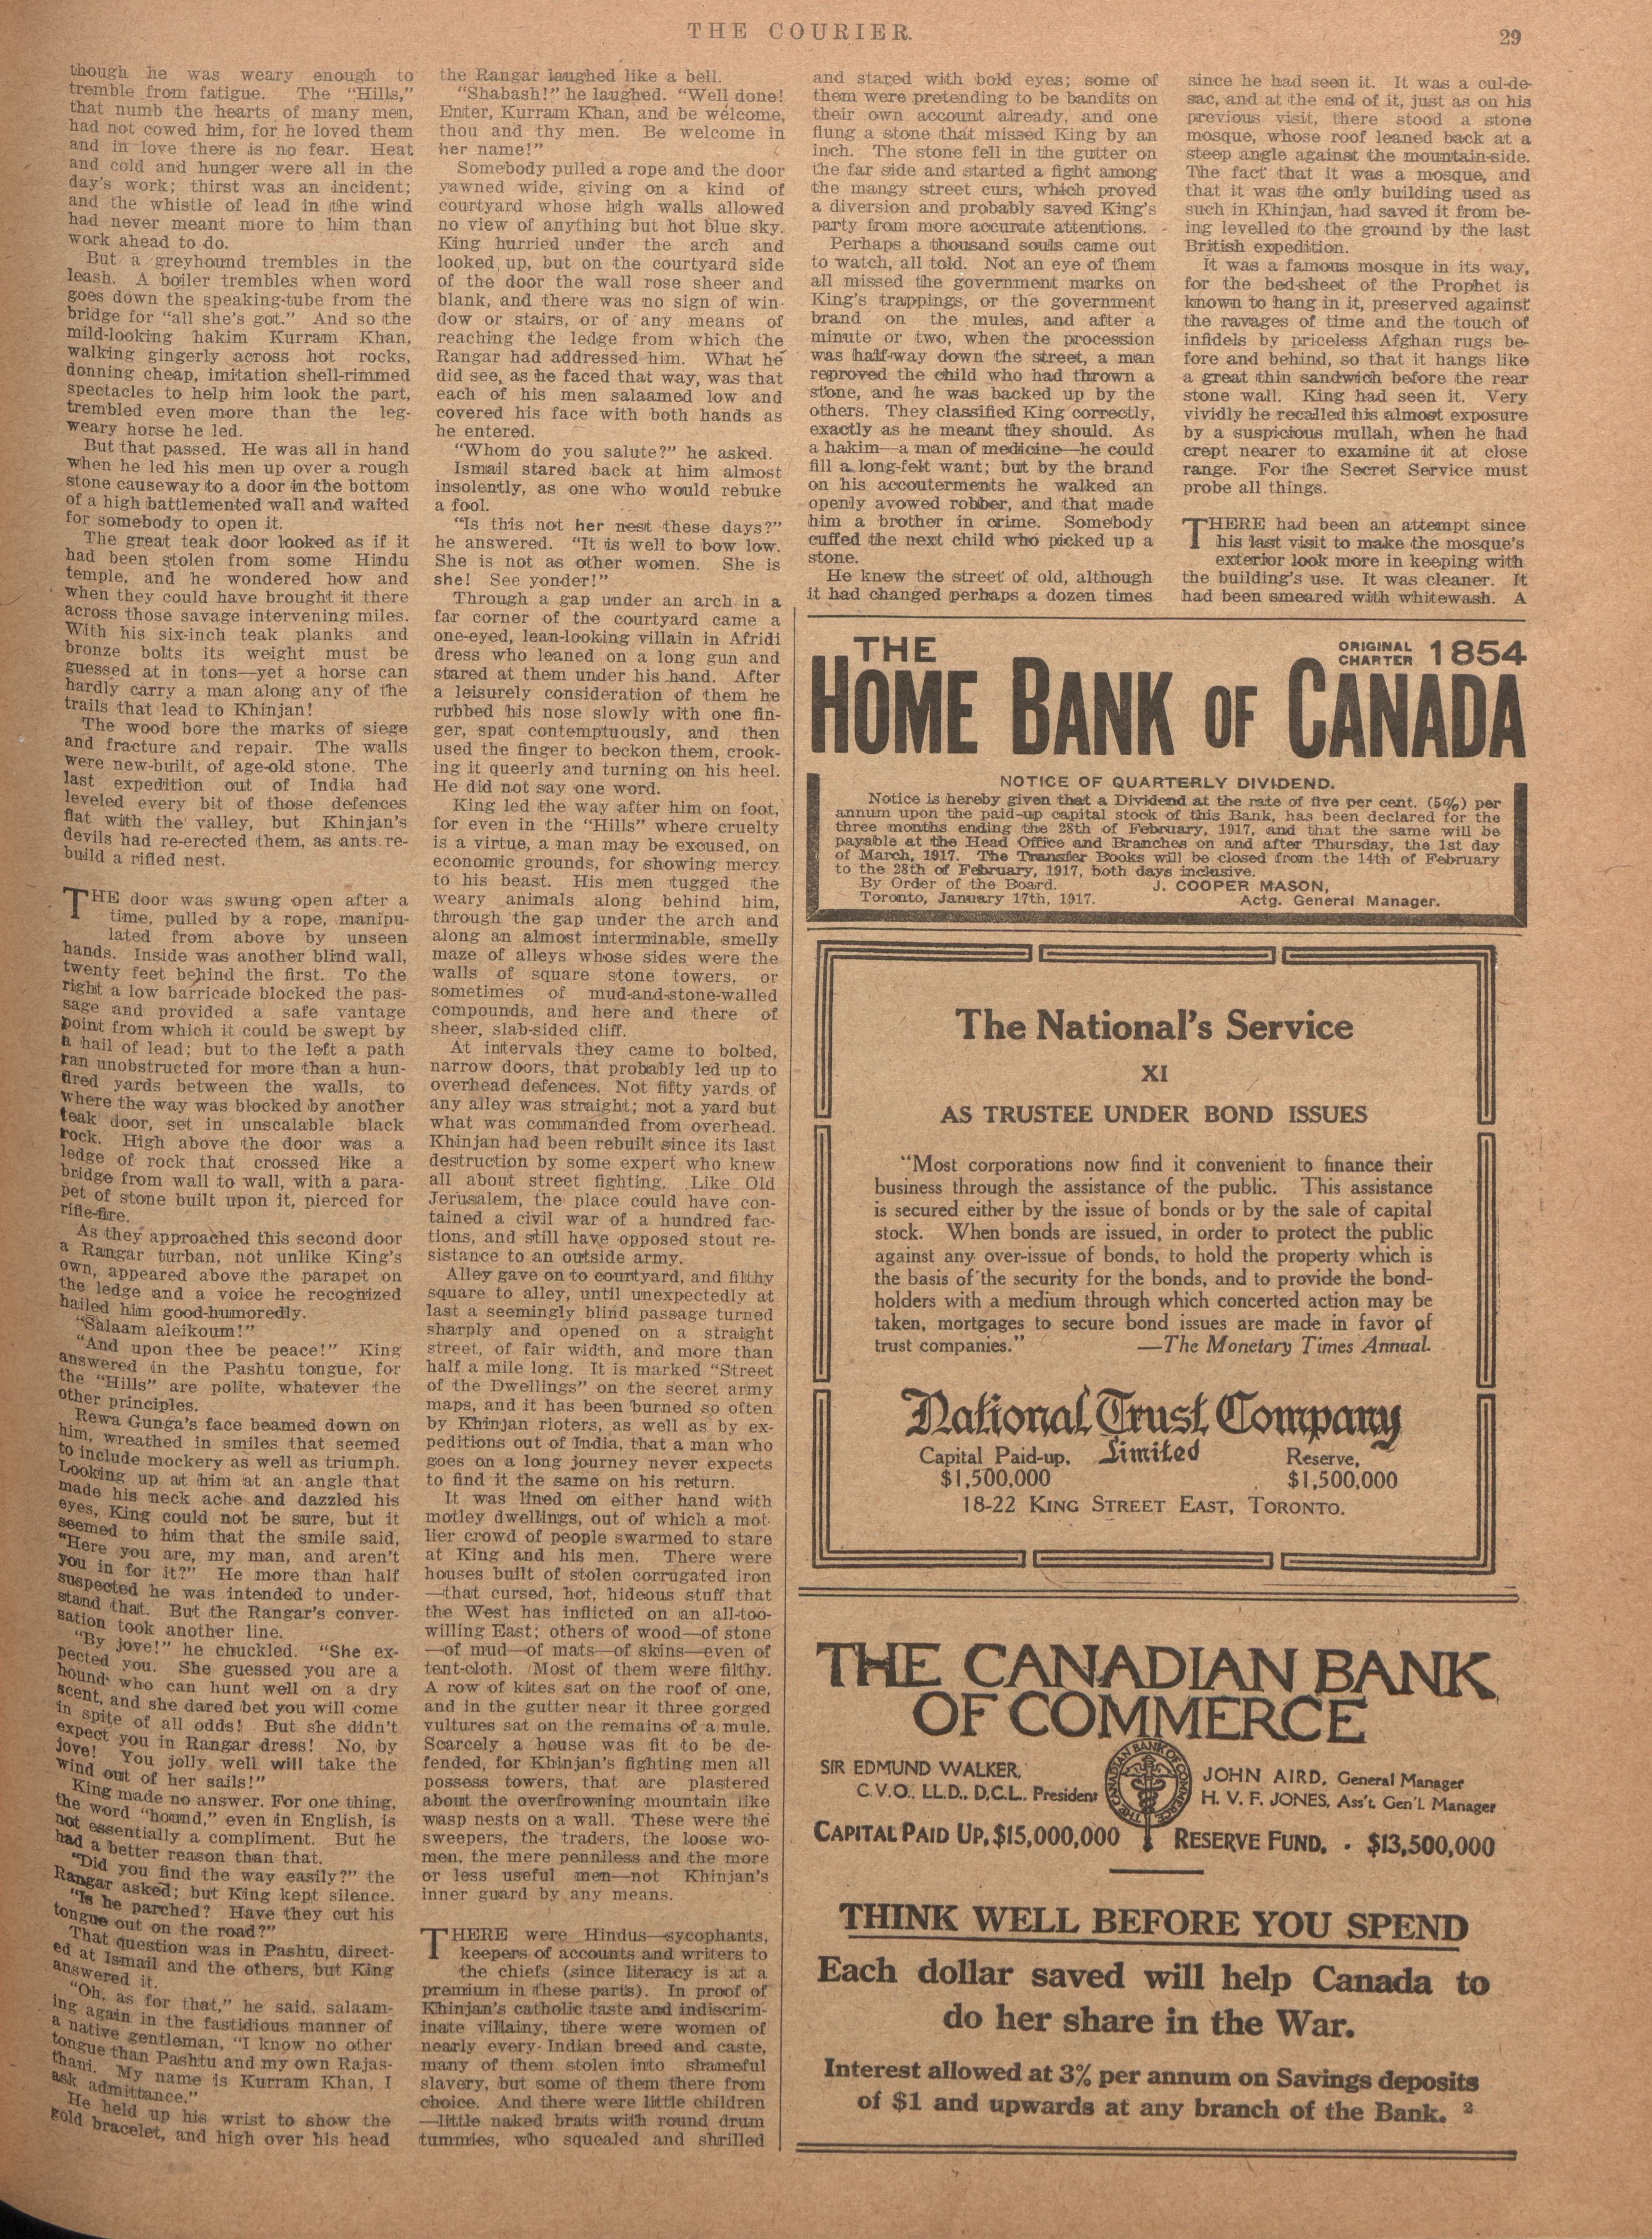 THE COURIER.
29
though he was weary enough to
tremble from fatigue. The "Hills,"
that numb the hearts of many men,
had not cowed him, for he loved them
and in love there is no fear. Heat
and cold and hunger were all in the
day's work; thirst was an incident;
and the whistle of lead in the wind
had never meant more to him than
work ahead to do.
But a greyhound trembles in the
leash. A boiler trembles when word
goes down the speaking-tube from the
bridge for "all she's got." And so the
mild-looking hakim Kurram Khan,
walking gingerly across hot rocks,
donning cheap, imitation shell-rimmed
spectacles to help him look the part,
trembled even more than the leg-
weary horse he led.
But that passed. He was all in hand
when he led his men up over a rough
stone causeway to a door in the bottom
of a high battlemented wall and waited
for somebody to open it.
The great teak door looked as if it
had been stolen from some Hindu
temple, and he wondered how and
when they could have brought it there
across those savage intervening miles.
With his six-inch teak planks and
bronze bolts its weight must be
guessed at in tons—yet a horse can
hardly carry a man along any of the
trails that lead to Khinjan!
The wood bore the marks of siege
and fracture and repair. The walls
were new-built, of age-old stone. The
last expedition out of India had
leveled every bit of those defences
flat with the valley, but Khinjan's
devils had re-erected them, as ants re-
build a rifled nest.
THE door was swung open after a
time, pulled by a rope, manipu-
lated from above by unseen
hands. Inside was another blind wall,
twenty feet behind the first. To the
right a low barricade blocked the pas-
sage and provided a safe vantage
point from which it could be swept by
a hail of lead; but to the left a path
ran unobstructed for more than a hun-
dred yards between the walls, to
where the way was blocked by another
teak door, set in unscalable black
rock. High above the door was a
ledge of rock that crossed like a
bridge from wall to wall, with a para-
pet of stone built upon it, pierced for
rifle-fire.
As they approached this second door
a Rangar turban, not unlike King's
own, appeared above the parapet on
the ledge and a voice he recognized
hailed him good-humoredly.
"Salaam aleikoum!"
"And upon thee be peace!" King
answered in the Pashtu tongue, for
the "Hills" are polite, whatever the
other principles.
Rewa Gunga's face beamed down on
him, wreathed in smiles that seemed
to include mockery as well as triumph.
Looking up at him at an angle that
made his neck ache and dazzled his
eyes, King could not be sure, but it
seemed to him that the smile said,
"Here you are, my man, and aren't
you in for it?" He more than half
suspected he was intended to under-
stand that. But the Rangar's conver-
sation took another line.
"By jove!" he chuckled. "She ex-
pected you. She guessed you are a
hound who can hunt well on a dry
scent, and she dared bet you will come
in spite of all odds! But she didn't
expect you in Rangar dress! No, by
jove! You jolly well will take the
wind out of her sails!"
King made no answer. For one thing,
the word "hound," even in English, is
not essentially a compliment. But he
had a better reason than that.
"Did you find the way easily?" the
Rangar asked; but King kept silence.
"Is he parched? Have they cut his
tongue out on the road?"
That question was in Pashtu, direct-
ed at Ismail and the others, but King
answered it.
"Oh, as for that," he said, salaam-
ing again in the fastidious manner of
a native gentleman, "I know no other
tongue than Pashtu and my own Rajas-
thani. My name is Kurram Khan, I
ask admittance."
He held up his wrist to show the
gold bracelet, and high over his head
the Rangar laughed like a bell.
"Shabash!" he laughed. "Well done!
Enter, Kurram Khan, and be welcome,
thou and thy men. Be welcome in
her name!"
Somebody pulled a rope and the door
yawned wide, giving on a kind of
courtyard whose high walls allowed
no view of anything but hot blue sky.
King hurried under the arch and
looked up, but on the courtyard side
of the door the wall rose sheer and
blank, and there was no sign of win-
dow or stairs, or of any means of
reaching the ledge from which the
Rangar had addressed him. What he
did see, as he faced that way, was that
each of his men salaamed low and
covered his face with both hands as
he entered.
"Whom do you salute?" he asked.
Ismail stared back at him almost
insolently, as one who would rebuke
a fool.
"Is this not her nest these days?"
he answered. "It is well to bow low.
She is not as other women. She is
she! See yonder!"
Through a gap under an arch in a
far corner of the courtyard came a
one-eyed, lean-looking villain in Afridi
dress who leaned on a long gun and
stared at them under his hand. After
a leisurely consideration of them he
rubbed his nose slowly with one fin-
ger, spat contemptuously, and then
used the finger to beckon them, crook-
ing it queerly and turning on his heel.
He did not say one word.
King led the way after him on foot,
for even in the "Hills" where cruelty
is a virtue, a man may be excused, on
economic grounds, for showing mercy
to his beast. His men tugged the
weary animals along behind him,
through the gap under the arch and
along an almost interminable, smelly
maze of alleys whose sides were the
walls of square stone towers, or
sometimes of mud-and-stone-walled
compounds, and here and there of
sheer, slab-sided cliff.
At intervals they came to bolted,
narrow doors, that probably led up to
overhead defences. Not fifty yards of
any alley was straight; not a yard but
what was commanded from overhead.
Khinjan had been rebuilt since its last
destruction by some expert who knew
all about street fighting. Like Old
Jerusalem, the place could have con-
tained a civil war of a hundred fac-
tions, and still have opposed stout re-
sistance to an outside army.
Alley gave on to courtyard, and filthy
square to alley, until unexpectedly at
last a seemingly blind passage turned
sharply and opened on a straight
street, of fair width, and more than
half a mile long. It is marked "Street
of the Dwellings" on the secret army
maps, and it has been burned so often
by Khinjan rioters, as well as by ex-
peditions out of India, that a man who
goes on a long journey never expects
to find it the same on his return.
It was lined on either hand with
motley dwellings, out of which a mot-
lier crowd of people swarmed to stare
at King and his men. There were
houses built of stolen corrugated iron
—that cursed, hot, hideous stuff that
the West has inflicted on an all-too-
willing East; others of wood—of stone
—of mud—of mats—of skins—even of
tent-cloth. Most of them were filthy.
A row of kites sat on the roof of one,
and in the gutter near it three gorged
vultures sat on the remains of a mule.
Scarcely a house was fit to be de-
fended, for Khinjan's fighting men all
possess towers, that are plastered
about the overfrowning mountain like
wasp nests on a wall. These were the
sweepers, the traders, the loose wo-
men, the mere penniless and the more
or less useful men—not Khinjan's
inner guard by any means.
THERE were Hindus—sycophants,
keepers of accounts and writers to
the chiefs (since literacy is at a
premium in these parts). In proof of
Khinjan's catholic taste and indiscrim-
inate villainy, there were women of
nearly every Indian breed and caste,
many of them stolen into shameful
slavery, but some of them there from
choice. And there were little children
—little naked brats with round drum
tummies, who squealed and shrilled
and stared with bold eyes; some of
them were pretending to be bandits on
their own account already, and one
flung a stone that missed King by an
inch. The stone fell in the gutter on
the far side and started a fight among
the mangy street curs, which proved
a diversion and probably saved King's
party from more accurate attentions.
Perhaps a thousand souls came out
to watch, all told. Not an eye of them
all missed the government marks on
King's trappings, or the government
brand on the mules, and after a
minute or two, when the procession
was half-way down the street, a man
reproved the child who had thrown a
stone, and he was backed up by the
others. They classified King correctly,
exactly as he meant they should. As
a hakim—a man of medicine—he could
fill a long-felt want; but by the brand
on his accouterments he walked an
openly avowed robber, and that made
him a brother in crime. Somebody
cuffed the next child who picked up a
stone.
He knew the street of old, although
it had changed perhaps a dozen times
since he had seen it. It was a cul-de-
sac, and at the end of it, just as on his
previous visit, there stood a stone
mosque, whose roof leaned back at a
steep angle against the mountain-side.
The fact that it was a mosque, and
that it was the only building used as
such in Khinjan, had saved it from be-
ing levelled to the ground by the last
British expedition.
It was a famous mosque in its way,
for the bed-sheet of the Prophet is
known to hang in it, preserved against
the ravages of time and the touch of
infidels by priceless Afghan rugs be-
fore and behind, so that it hangs like
a great thin sandwich before the rear
stone wall. King had seen it. Very
vividly he recalled his almost exposure
by a suspicious mullah, when he had
crept nearer to examine it at close
range. For the Secret Service must
probe all things.
THERE had been an attempt since
his last visit to make the mosque's
exterior look more in keeping with
the building's use. It was cleaner. It
had been smeared with whitewash. A
THE ORIGINAL CHARTER 1854
HOME BANK OF CANADA
NOTICE OF QUARTERLY DIVIDEND.
Notice is hereby given that a Dividend at the rate of five per cent. (5%) per
annum upon the paid-up capital stock of this Bank, has been declared for the
three months ending the 28th of February, 1917, and that the same will be
payable at the Head Office and Branches on and after Thursday, the 1st day
of March, 1917. The Transfer Books will be closed from the 14th of February
to the 28th of February, 1917, both days inclusive.
By Order of the Board. J. COOPER MASON,
Toronto, January 17th, 1917. Actg. General Manager.
The National's Service
XI
AS TRUSTEE UNDER BOND ISSUES
"Most corporations now find it convenient to finance their
business through the assistance of the public. This assistance
is secured either by the issue of bonds or by the sale of capital
stock. When bonds are issued, in order to protect the public
against any over-issue of bonds, to hold the property which is
the basis of the security for the bonds, and to provide the bond-
holders with a medium through which concerted action may be
taken, mortgages to secure bond issues are made in favor of
trust companies." —The Monetary Times Annual.
National Trust Company
Limited
Capital Paid-up, Reserve,
$1,500,000 $1,500,000
18-22 KING STREET EAST, TORONTO.
THE CANADIAN BANK
OF COMMERCE
SIR EDMUND WALKER,
C.V.O., LL.D., D.C.L., President
THE CANADIAN BANK OF COMMERCE
JOHN AIRD, General Manager
H. V. F. JONES, Ass't. Gen'l. Manager
CAPITAL PAID UP, $15,000,000 RESERVE FUND, . $13,500,000
THINK WELL BEFORE YOU SPEND
Each dollar saved will help Canada to
do her share in the War.
Interest allowed at 3% per annum on Savings deposits
of $1 and upwards at any branch of the Bank. 2